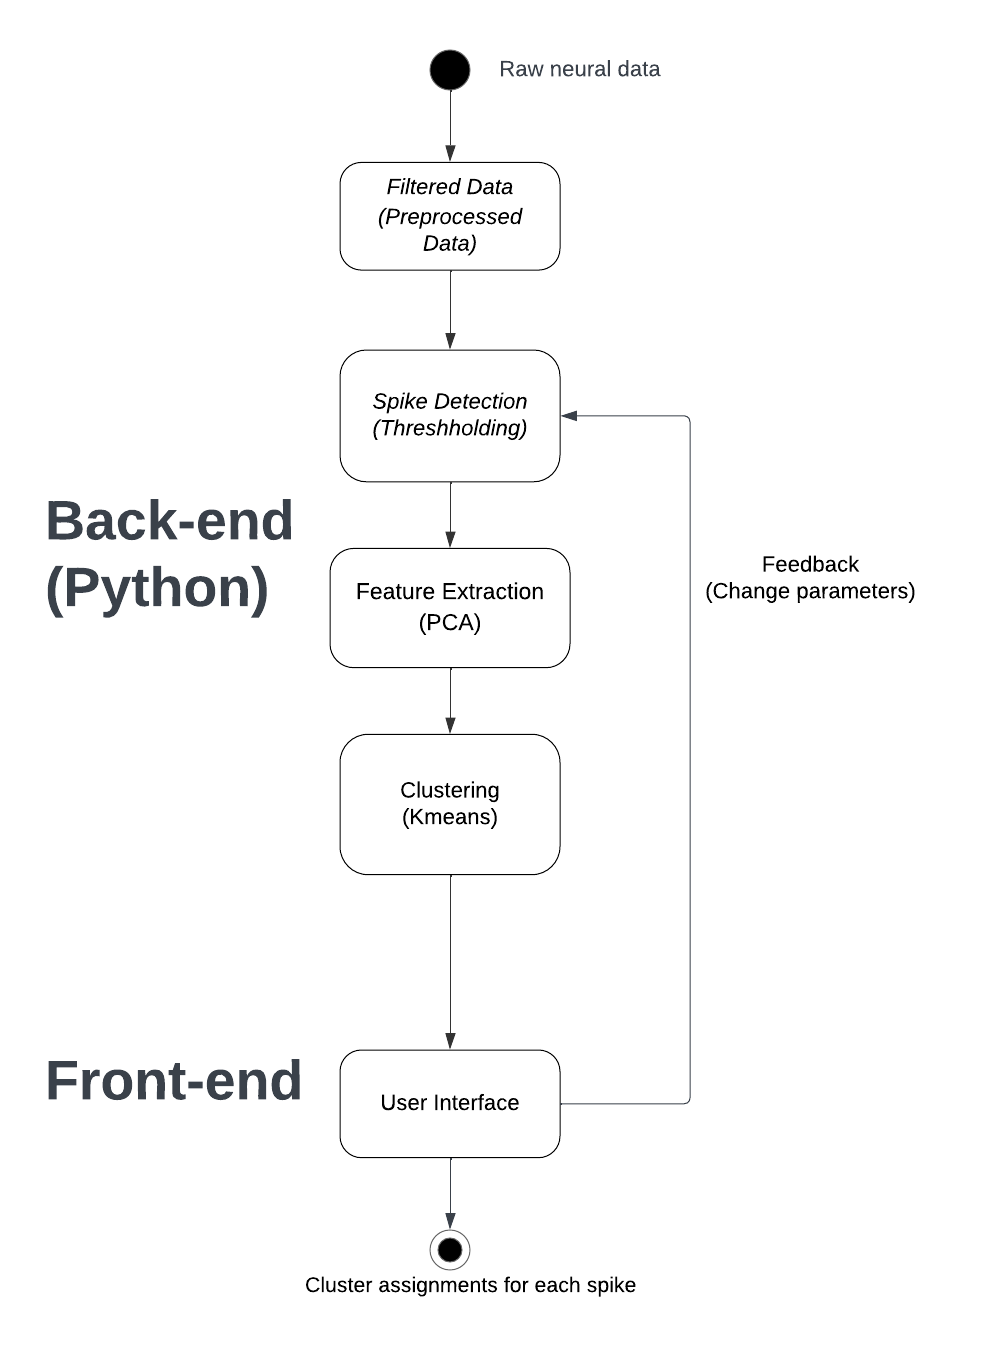 Raw neural data
Filtered Data
(Preprocessed
Data)
Spike Detection
(Threshholding)
Back-end
(Python)
Feature Extraction
(PCA)
Feedback
(Change parameters)
Clustering
(Kmeans)
Front-end
User Interface
Cluster assignments for each spike